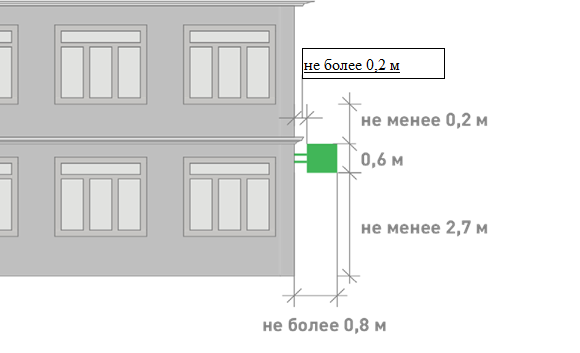 не более 0,2 м
не менее 0,2 м
0,6 м
не менее 2,7 м
не более 0,8 м